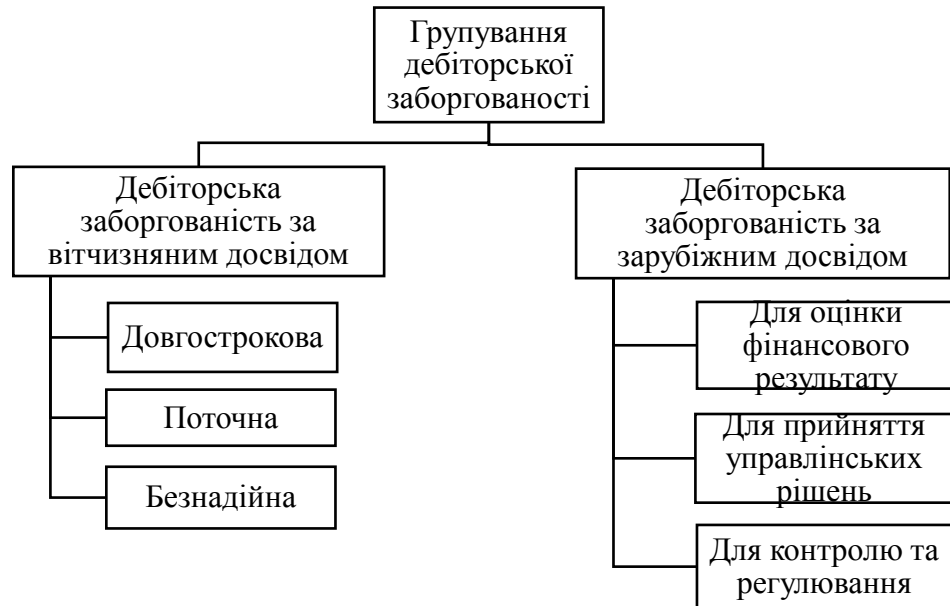 Групування
дебіторської
заборгованості
Дебіторська
заборгованість за
вітчизняним досвідом
Довгострокова
Поточна
Безнадійна
Дебіторська
заборгованість за
зарубіжним досвідом
Для оцінки
фінансового
результату
Для прийняття
управлінських
рішень
Для контролю та
регулювання